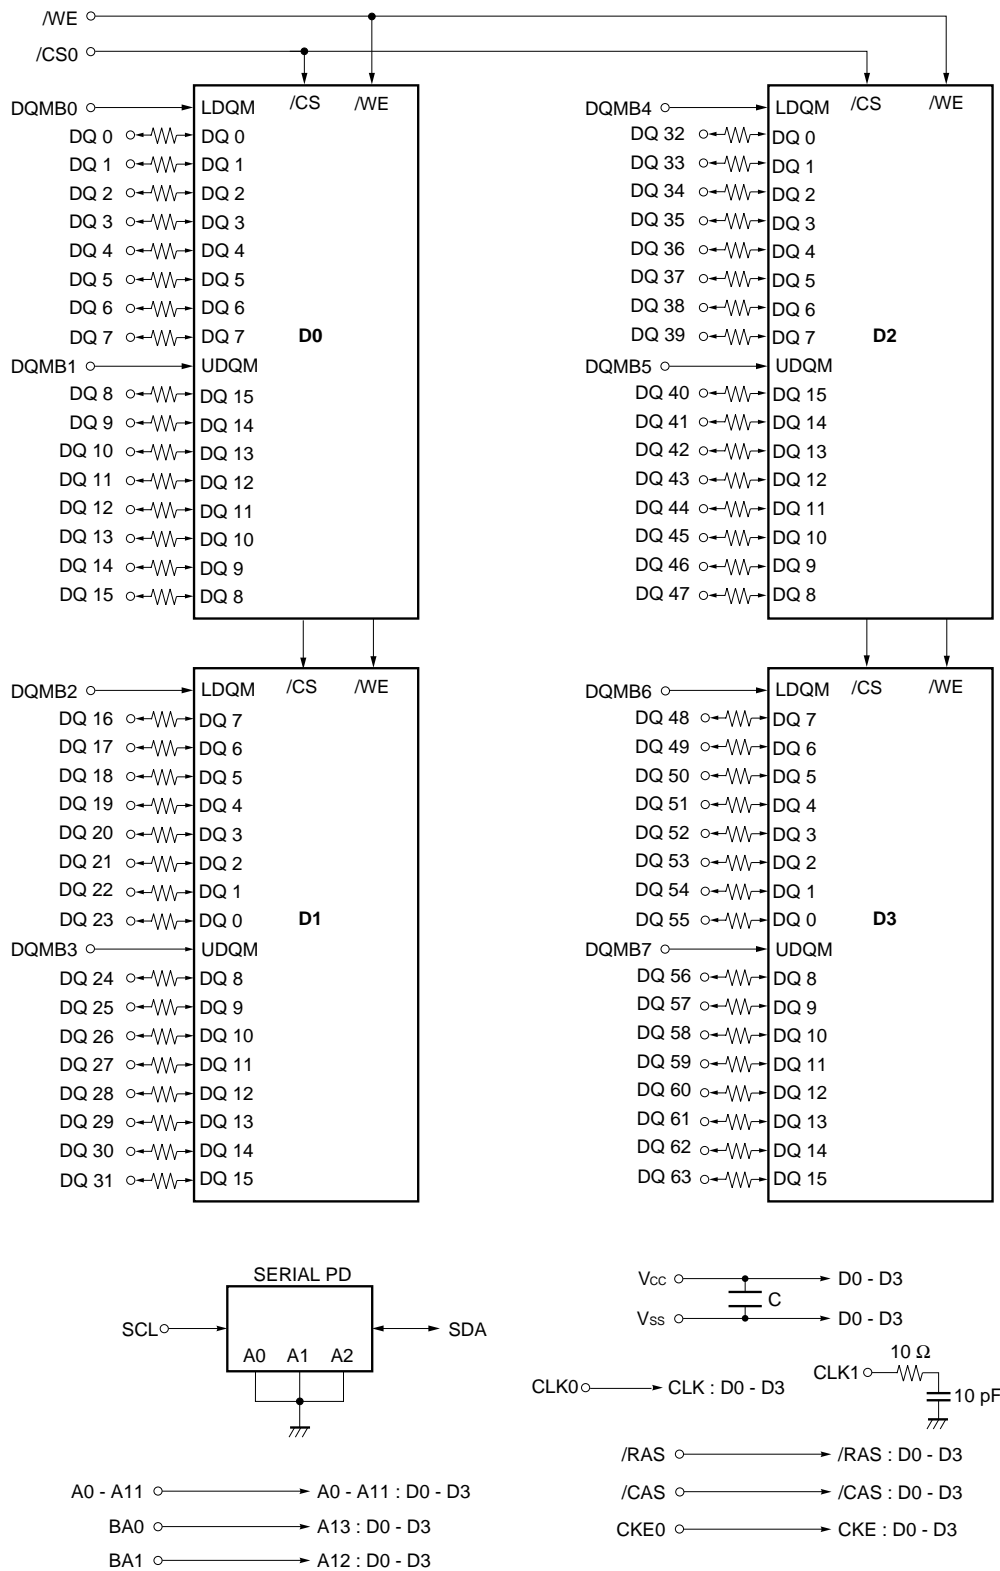 /WE
/CS0
DQMB0 LDQM /CS /WE
DQ 0 DQ 0
DQ 1 DQ 1
DQ 2 DQ 2
DQ 3 DQ 3
DQ 4 DQ 4
DQ 5 DQ 5
DQ 6 DQ 6
DQ 7 DQ 7 D0
DQMB1 UDQM
DQ 8 DQ 15
DQ 9 DQ 14
DQ 10 DQ 13
DQ 11 DQ 12
DQ 12 DQ 11
DQ 13 DQ 10
DQ 14 DQ 9
DQ 15 DQ 8
DQMB4 LDQM /CS /WE
DQ 32 DQ 0
DQ 33 DQ 1
DQ 34 DQ 2
DQ 35 DQ 3
DQ 36 DQ 4
DQ 37 DQ 5
DQ 38 DQ 6
DQ 39 DQ 7 D2
DQMB5 UDQM
DQ 40 DQ 15
DQ 41 DQ 14
DQ 42 DQ 13
DQ 43 DQ 12
DQ 44 DQ 11
DQ 45 DQ 10
DQ 46 DQ 9
DQ 47 DQ 8
DQMB2 LDQM /CS /WE
DQ 16 DQ 7
DQ 17 DQ 6
DQ 18 DQ 5
DQ 19 DQ 4
DQ 20 DQ 3
DQ 21 DQ 2
DQ 22 DQ 1
DQ 23 DQ 0 D1
DQMB3 UDQM
DQ 24 DQ 8
DQ 25 DQ 9
DQ 26 DQ 10
DQ 27 DQ 11
DQ 28 DQ 12
DQ 29 DQ 13
DQ 30 DQ 14
DQ 31 DQ 15
DQMB6 LDQM /CS /WE
DQ 48 DQ 7
DQ 49 DQ 6
DQ 50 DQ 5
DQ 51 DQ 4
DQ 52 DQ 3
DQ 53 DQ 2
DQ 54 DQ 1
DQ 55 DQ 0 D3
DQMB7 UDQM
DQ 56 DQ 8
DQ 57 DQ 9
DQ 58 DQ 10
DQ 59 DQ 11
DQ 60 DQ 12
DQ 61 DQ 13
DQ 62 DQ 14
DQ 63 DQ 15
SERIAL PD
SCL SDA
A0 A1 A2
Vcc D0 - D3
C
Vss D0 - D3
10 Ω
CLK0 CLK : D0 - D3 CLK1
10 pF
/RAS /RAS : D0 - D3
/CAS /CAS : D0 - D3
CKE0 CKE : D0 - D3
A0 - A11 A0 - A11 : D0 - D3
BA0 A13 : D0 - D3
BA1 A12 : D0 - D3